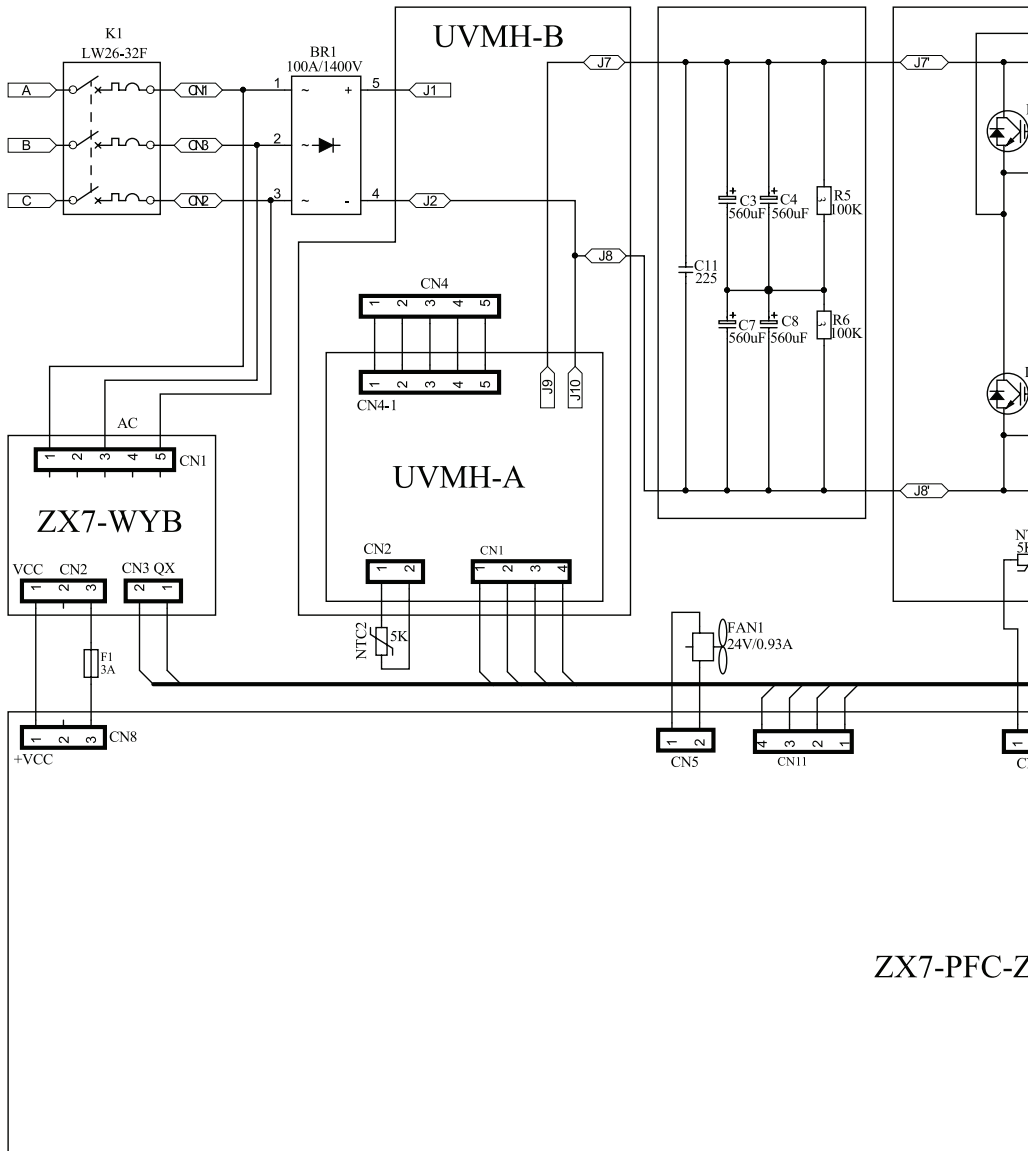 K1
LW26-32F
BR1
100A/1400V
UVMH-B
A
CN1
1
~
+
5
J1
J7
J7'
B
CN3
2
~
C
CN2
3
~
-
4
J2
J8
C3
560uF
C4
560uF
R5
100K
3
C11
225
C7
560uF
C8
560uF
R6
100K
3
CN4
1 2 3 4 5
1 2 3 4 5
CN4-1
J9
J10
AC
1 2 3 4 5
CN1
UVMH-A
J8'
ZX7-WYB
VCC CN2
1 2 3
CN3 QX
2 1
CN2
1 2
CN1
1 2 3 4
NTC2
5K
F1
3A
FAN1
24V/0.93A
1 2 3
CN8
+VCC
1 2
CN5
4 3 2 1
CN11
1
ZX7-PFC-Z